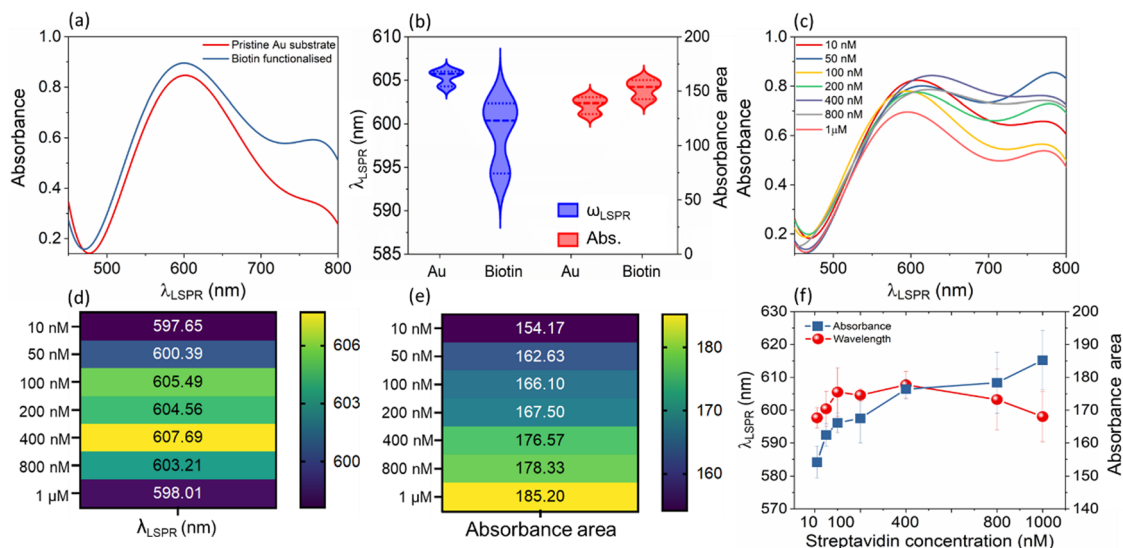 (a)
Absorbance
1.0
0.8
0.6
0.4
0.2
Pristine Au substrate
Biotin functionalised
500 600 700 800
λLSPR (nm)
(b)
λLSPR (nm)
610
605
600
595
590
585
ωLSPR
Abs.
Au Biotin Au Biotin
200
150
100
50
0
Absorbance area
(c)
Absorbance
1.0
0.8
0.6
0.4
0.2
10 nM
50 nM
100 nM
200 nM
400 nM
800 nM
1μM
500 600 700 800
λLSPR (nm)
(d)
10 nM 597.65
50 nM 600.39
100 nM 605.49
200 nM 604.56
400 nM 607.69
800 nM 603.21
1 μM 598.01
λLSPR (nm)
606
603
600
(e)
10 nM 154.17
50 nM 162.63
100 nM 166.10
200 nM 167.50
400 nM 176.57
800 nM 178.33
1 μM 185.20
Absorbance area
180
170
160
(f)
λLSPR (nm)
630
620
610
600
590
580
570
Absorbance
Wavelength
200
190
180
170
160
150
140
Absorbance area
10 100 400 800 1000
Streptavidin concentration (nM)